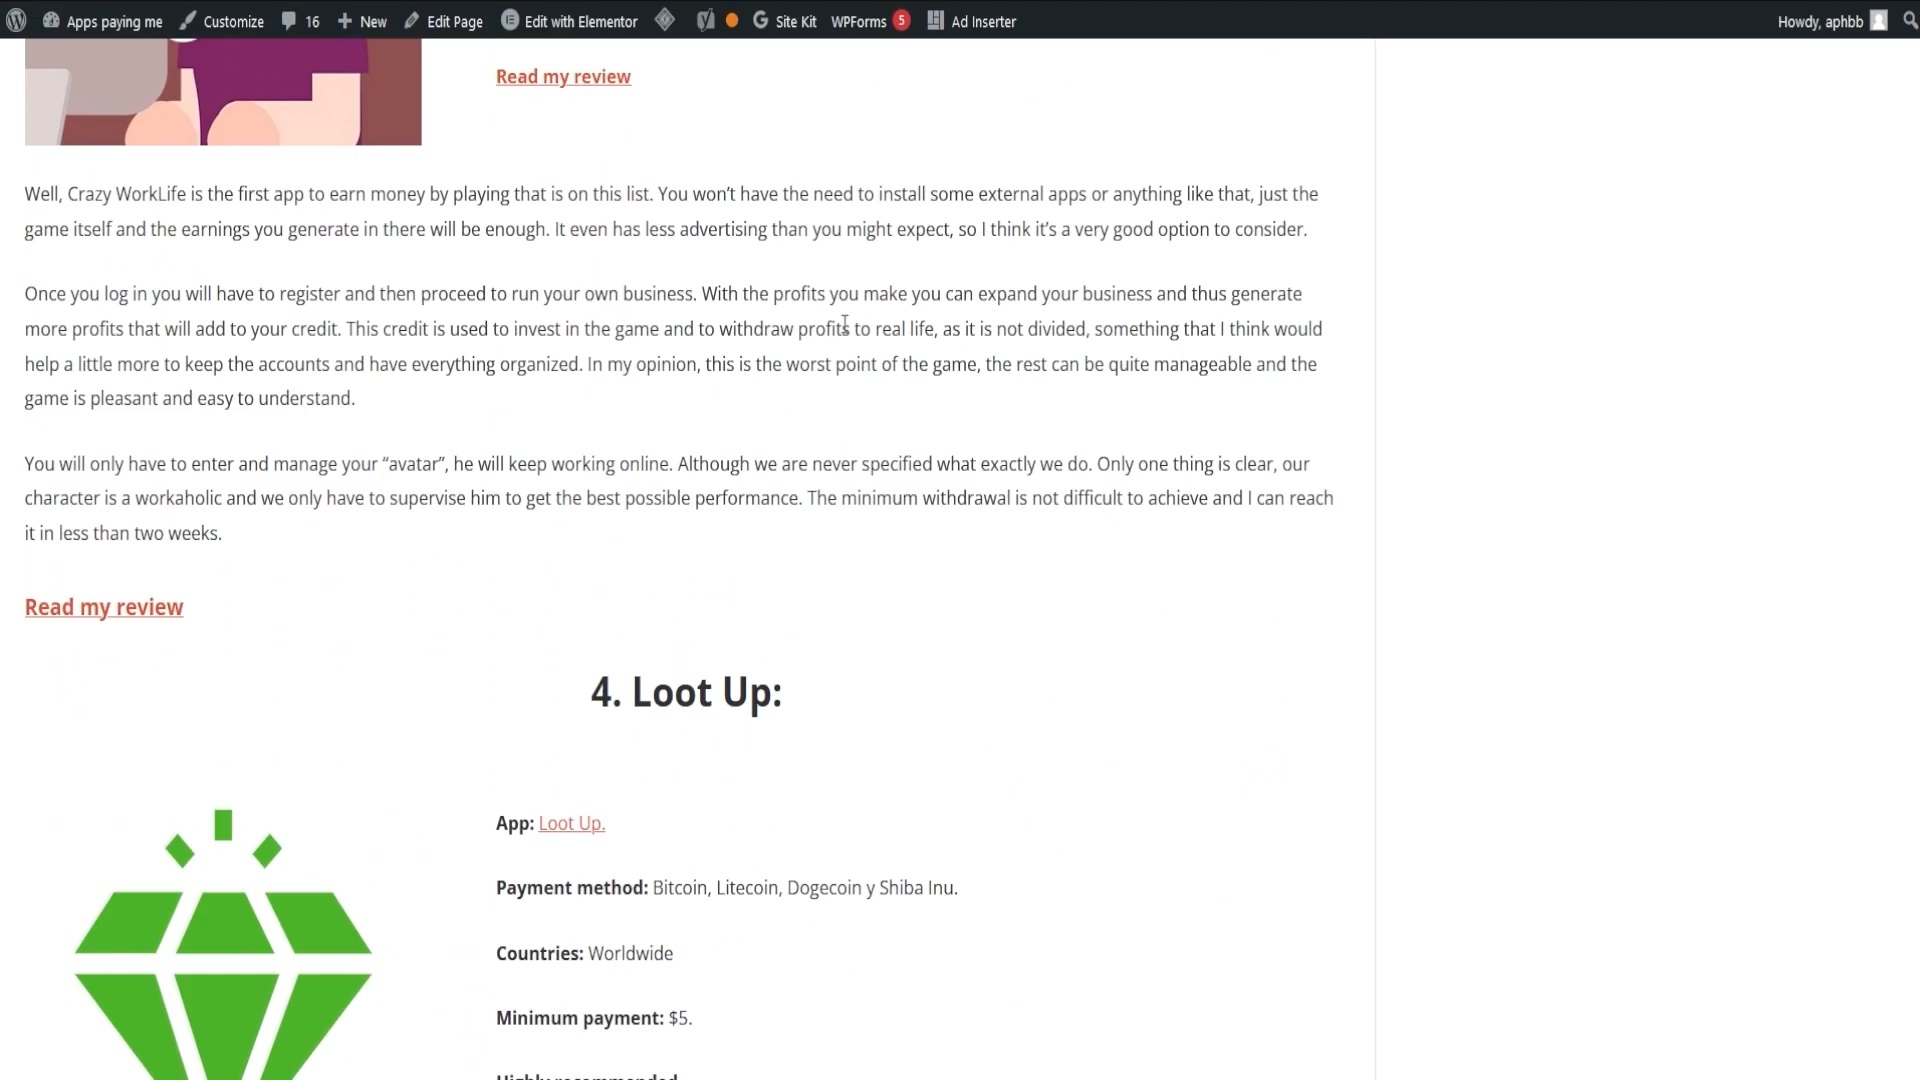 Apps paying me Customize 16 New Edit Page Edit with Elementor Site Kit WPForms 5 Ad Inserter Howdy, aphbb
Read my review
Well, Crazy WorkLife is the first app to earn money by playing that is on this list. You won’t have the need to install some external apps or anything like that, just the
game itself and the earnings you generate in there will be enough. It even has less advertising than you might expect, so I think it’s a very good option to consider.
Once you log in you will have to register and then proceed to run your own business. With the profits you make you can expand your business and thus generate
more profits that will add to your credit. This credit is used to invest in the game and to withdraw profits to real life, as it is not divided, something that I think would
help a little more to keep the accounts and have everything organized. In my opinion, this is the worst point of the game, the rest can be quite manageable and the
game is pleasant and easy to understand.
You will only have to enter and manage your “avatar”, he will keep working online. Although we are never specified what exactly we do. Only one thing is clear, our
character is a workaholic and we only have to supervise him to get the best possible performance. The minimum withdrawal is not difficult to achieve and I can reach
it in less than two weeks.
Read my review
4. Loot Up:
App: Loot Up.
Payment method: Bitcoin, Litecoin, Dogecoin y Shiba Inu.
Countries: Worldwide
Minimum payment: $5.
Highly recommended